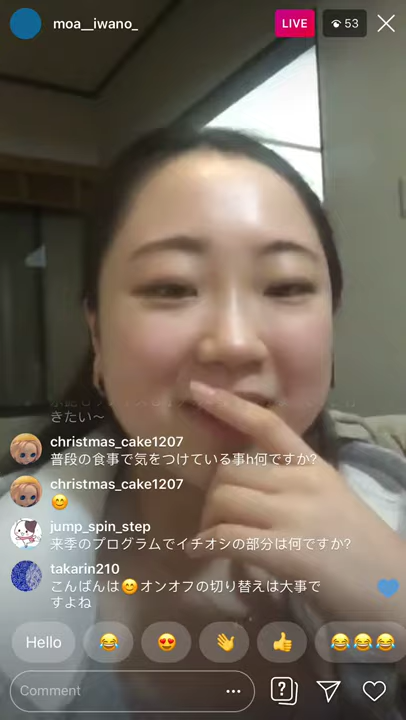 moa__iwano_
LIVE
53
きたい〜
christmas_cake1207
普段の食事で気をつけている事h何ですか?
christmas_cake1207
😊
jump_spin_step
来季のプログラムでイチオシの部分は何ですか?
takarin210
こんばんは😊オンオフの切り替えは大事で
すよね
Hello
Comment